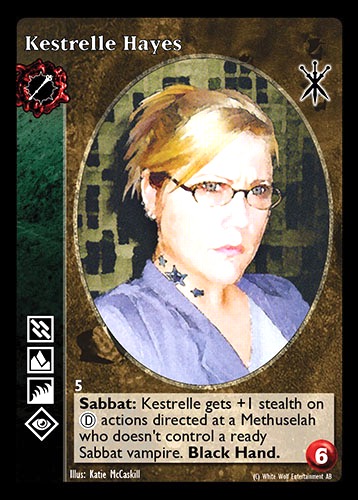 Kestrelle Hayes
5
Sabbat: Kestrelle gets +1 stealth on
Ⓓ actions directed at a Methuselah
who doesn't control a ready
Sabbat vampire. Black Hand.
6
Illus: Katie McCaskill
(C) White Wolf Entertainment AB